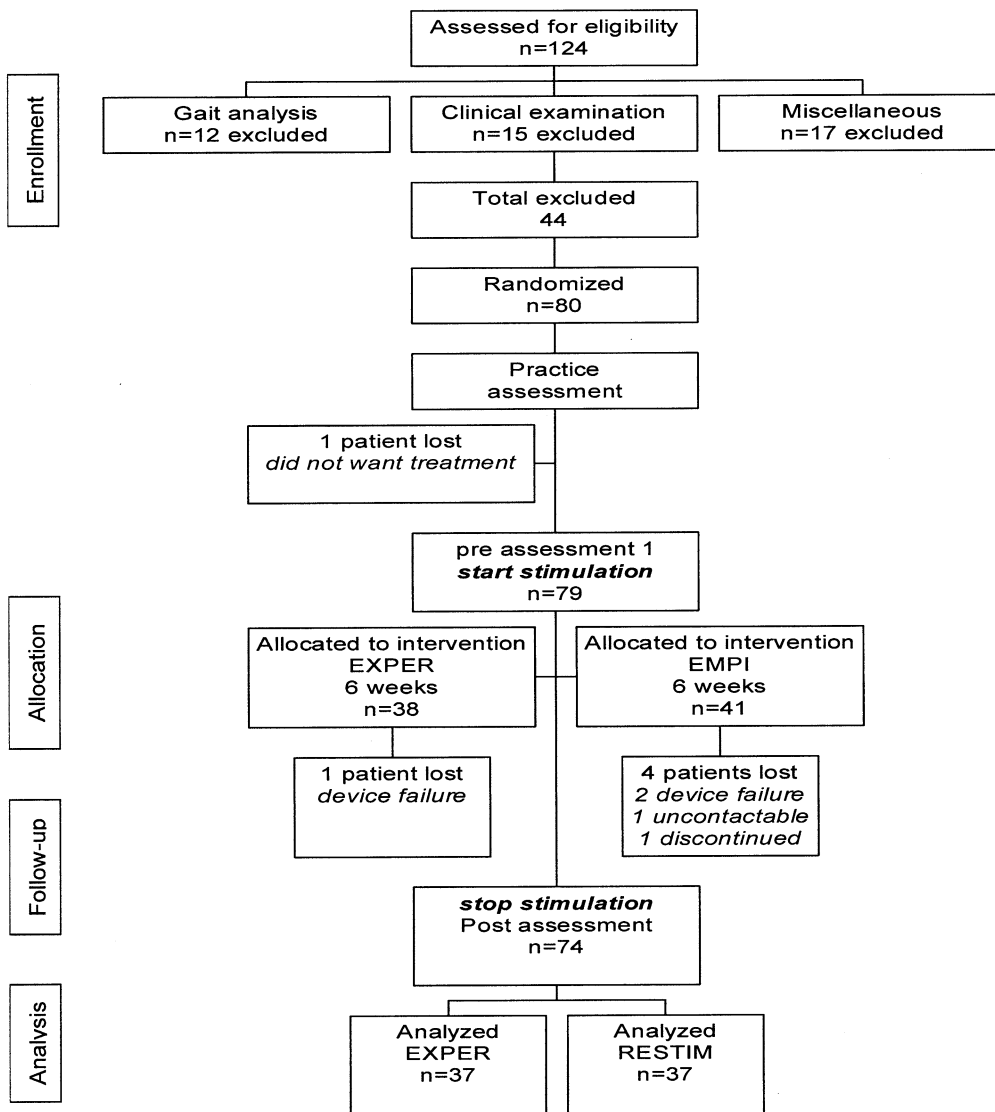 Assessed for eligibility
n=124
Enrollment
Gait analysis
n=12 excluded
Clinical examination
n=15 excluded
Miscellaneous
n=17 excluded
Total excluded
44
Randomized
n=80
Practice
assessment
1 patient lost
did not want treatment
pre assessment 1
start stimulation
n=79
Allocation
Allocated to intervention
EXPER
6 weeks
n=38
Allocated to intervention
EMPI
6 weeks
n=41
1 patient lost
device failure
4 patients lost
2 device failure
1 uncontactable
1 discontinued
Follow-up
stop stimulation
Post assessment
n=74
Analysis
Analyzed
EXPER
n=37
Analyzed
RESTIM
n=37